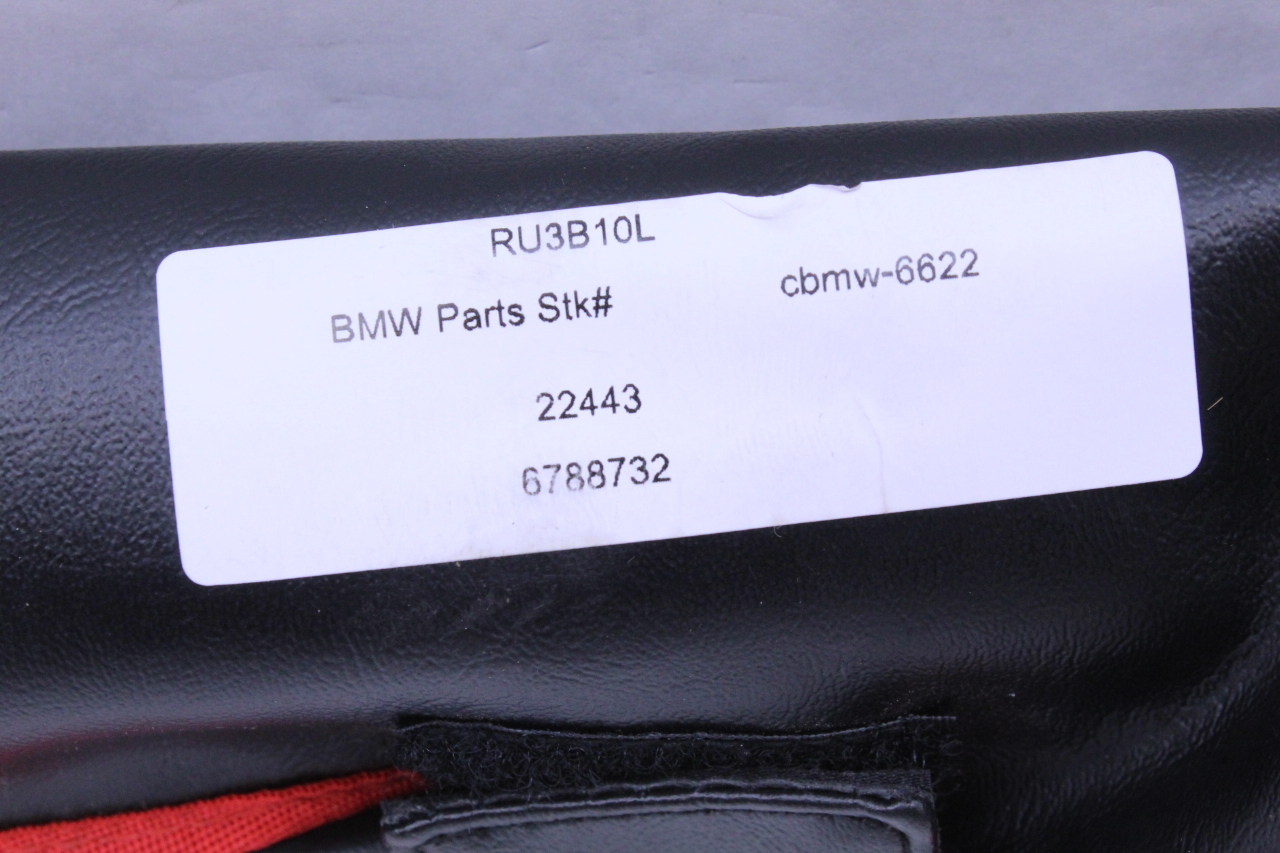 RU3B10L
BMW Parts Stk# cbmw-6622
22443
6788732